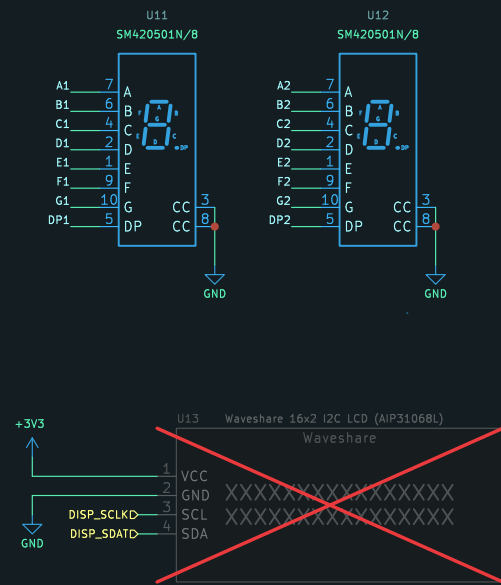 U11
SM420501N/8
A1 7 A
B1 6 B
C1 4 C
D1 2 D
E1 1 E
F1 9 F
G1 10 G CC 3
DP1 5 DP CC 8
A
F B
G
E C
D
DP
GND
U12
SM420501N/8
A2 7 A
B2 6 B
C2 4 C
D2 2 D
E2 1 E
F2 9 F
G2 10 G CC 3
DP2 5 DP CC 8
A
F B
G
E C
D
DP
GND
U13 Waveshare 16x2 I2C LCD (AIP31068L)
Waveshare
+3V3
1 VCC
2 GND XXXXXXXXXXXXXXXX
DISP_SCLK 3 SCL XXXXXXXXXXXXXXXX
DISP_SDAT 4 SDA
GND